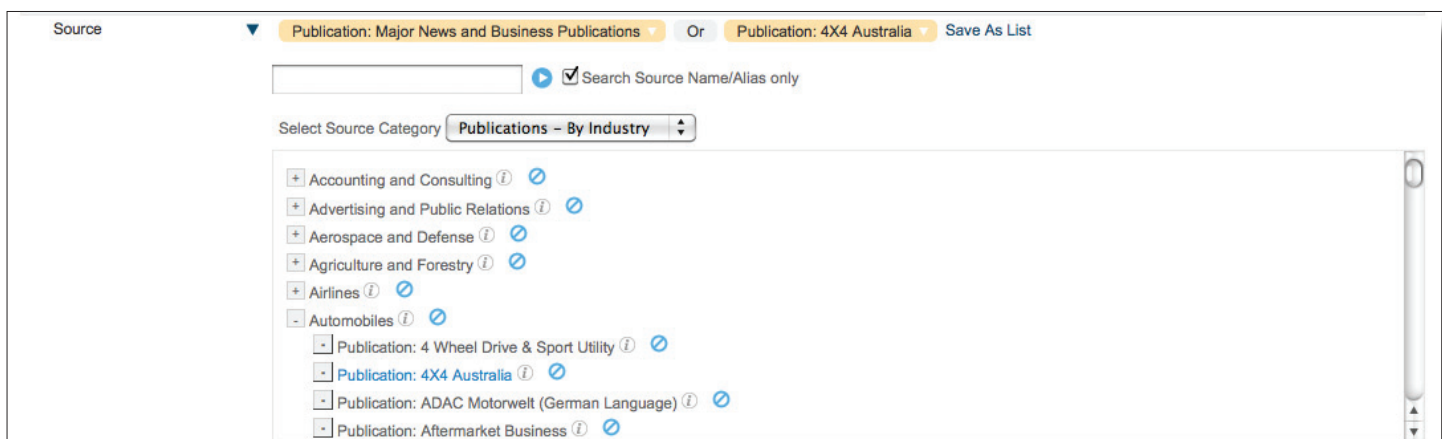 Source Publication: Major News and Business Publications Or Publication: 4X4 Australia Save As List
Search Source Name/Alias only
Select Source Category Publications – By Industry
+ Accounting and Consulting i
+ Advertising and Public Relations i
+ Aerospace and Defense i
+ Agriculture and Forestry i
+ Airlines i
- Automobiles i
- Publication: 4 Wheel Drive & Sport Utility i
- Publication: 4X4 Australia i
- Publication: ADAC Motorwelt (German Language) i
- Publication: Aftermarket Business i